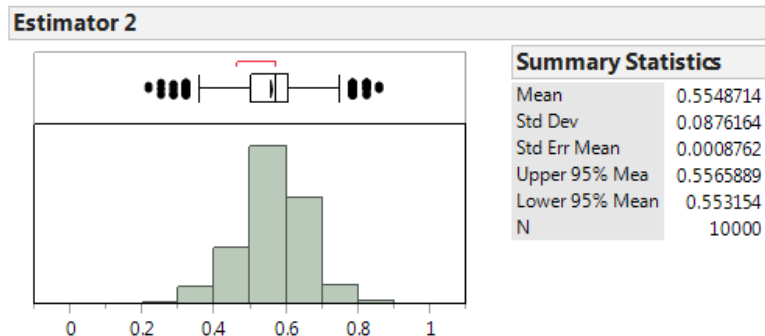 Estimator 2
Summary Statistics
Mean 0.5548714
Std Dev 0.0876164
Std Err Mean 0.0008762
Upper 95% Mea 0.5565889
Lower 95% Mean 0.553154
N 10000
0 0.2 0.4 0.6 0.8 1